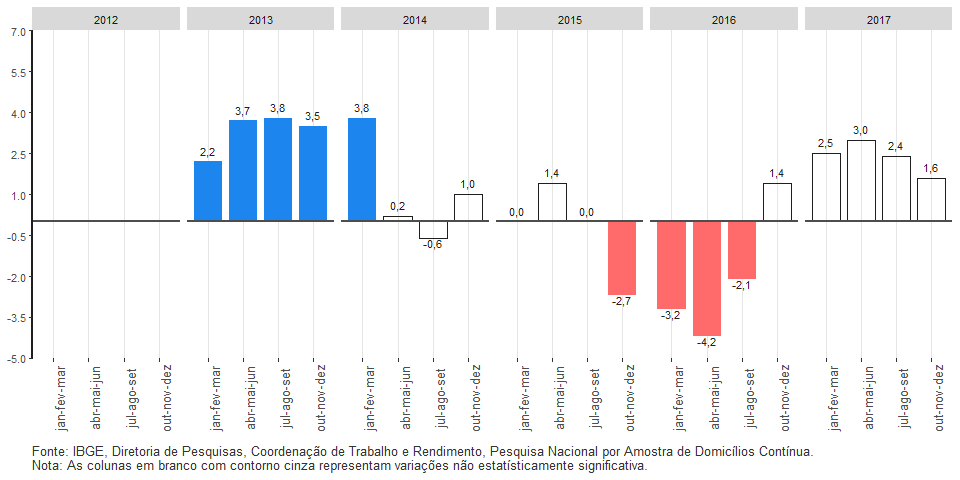 2012 2013 2014 2015 2016 2017
7.0
5.5
4.0
2.5
1.0
-0.5
-2.0
-3.5
-5.0
2,2 3,7 3,8 3,5
3,8 0,2 -0,6 1,0
0,0 1,4 0,0 -2,7
-3,2 -4,2 -2,1 1,4
2,5 3,0 2,4 1,6
jan-fev-mar abr-mai-jun jul-ago-set out-nov-dez jan-fev-mar abr-mai-jun jul-ago-set out-nov-dez jan-fev-mar abr-mai-jun jul-ago-set out-nov-dez jan-fev-mar abr-mai-jun jul-ago-set out-nov-dez jan-fev-mar abr-mai-jun jul-ago-set out-nov-dez jan-fev-mar abr-mai-jun jul-ago-set out-nov-dez
Fonte: IBGE, Diretoria de Pesquisas, Coordenação de Trabalho e Rendimento, Pesquisa Nacional por Amostra de Domicílios Contínua.
Nota: As colunas em branco com contorno cinza representam variações não estatísticamente significativa.